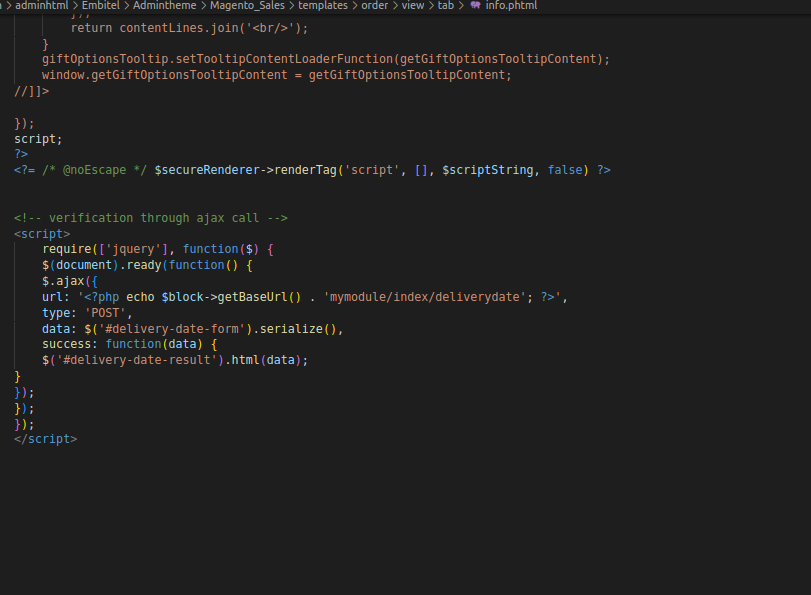 adminhtml > Embitel > Admintheme > Magento_Sales > templates > order > view > tab > info.phtml
});
return contentLines.join('<br/>');
}
giftOptionsTooltip.setTooltipContentLoaderFunction(getGiftOptionsTooltipContent);
window.getGiftOptionsTooltipContent = getGiftOptionsTooltipContent;
//]]>
});
script;
?>
<?= /* @noEscape */ $secureRenderer->renderTag('script', [], $scriptString, false) ?>
<!-- verification through ajax call -->
<script>
require(['jquery'], function($) {
$(document).ready(function() {
$.ajax({
url: '<?php echo $block->getBaseUrl() . 'mymodule/index/deliverydate'; ?>',
type: 'POST',
data: $('#delivery-date-form').serialize(),
success: function(data) {
$('#delivery-date-result').html(data);
}
});
});
});
</script>